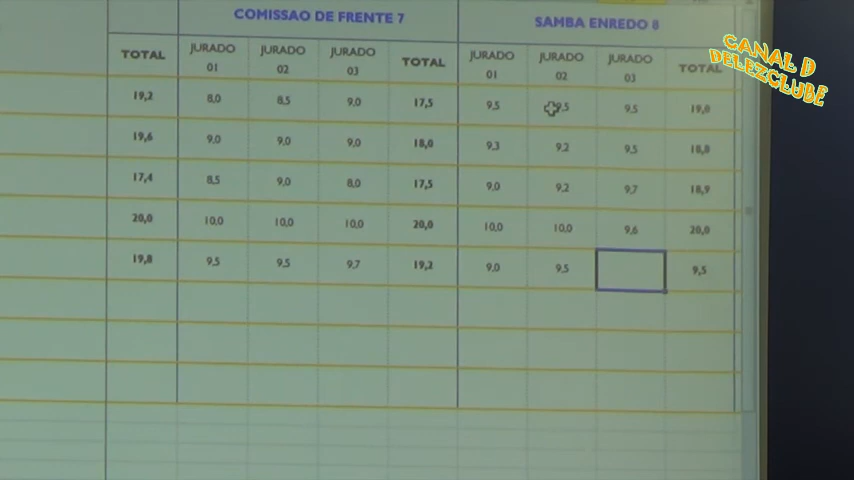 COMISSAO DE FRENTE 7 SAMBA ENREDO 8
TOTAL JURADO 01 JURADO 02 JURADO 03 TOTAL JURADO 01 JURADO 02 JURADO 03 TOTAL
19,2 8,0 8,5 9,0 17,5 9,5 9,5 9,5 19,0
19,6 9,0 9,0 9,0 18,0 9,3 9,2 9,5 18,8
17,4 8,5 9,0 8,0 17,5 9,0 9,2 9,7 18,9
20,0 10,0 10,0 10,0 20,0 10,0 10,0 9,6 20,0
19,8 9,5 9,5 9,7 19,2 9,0 9,5 9,5
CANAL D
DELEZCLUBE